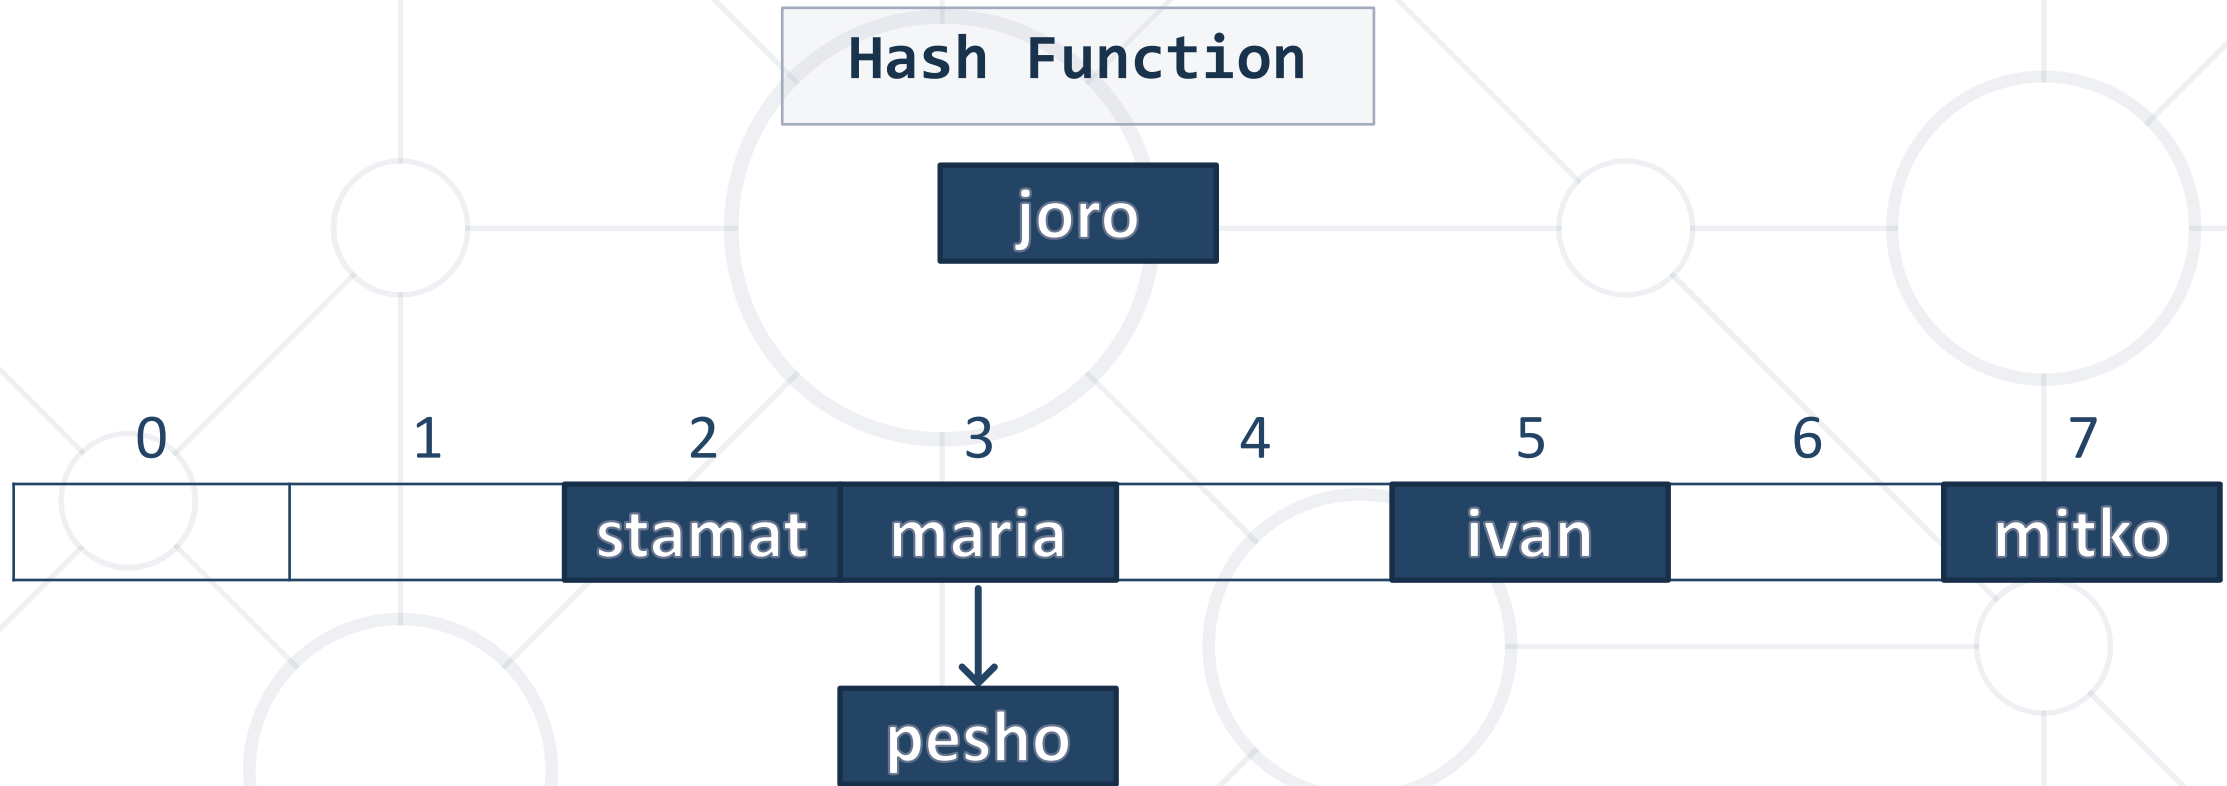 Hash Function
joro
0 1 2 3 4 5 6 7
stamat maria ivan mitko
pesho